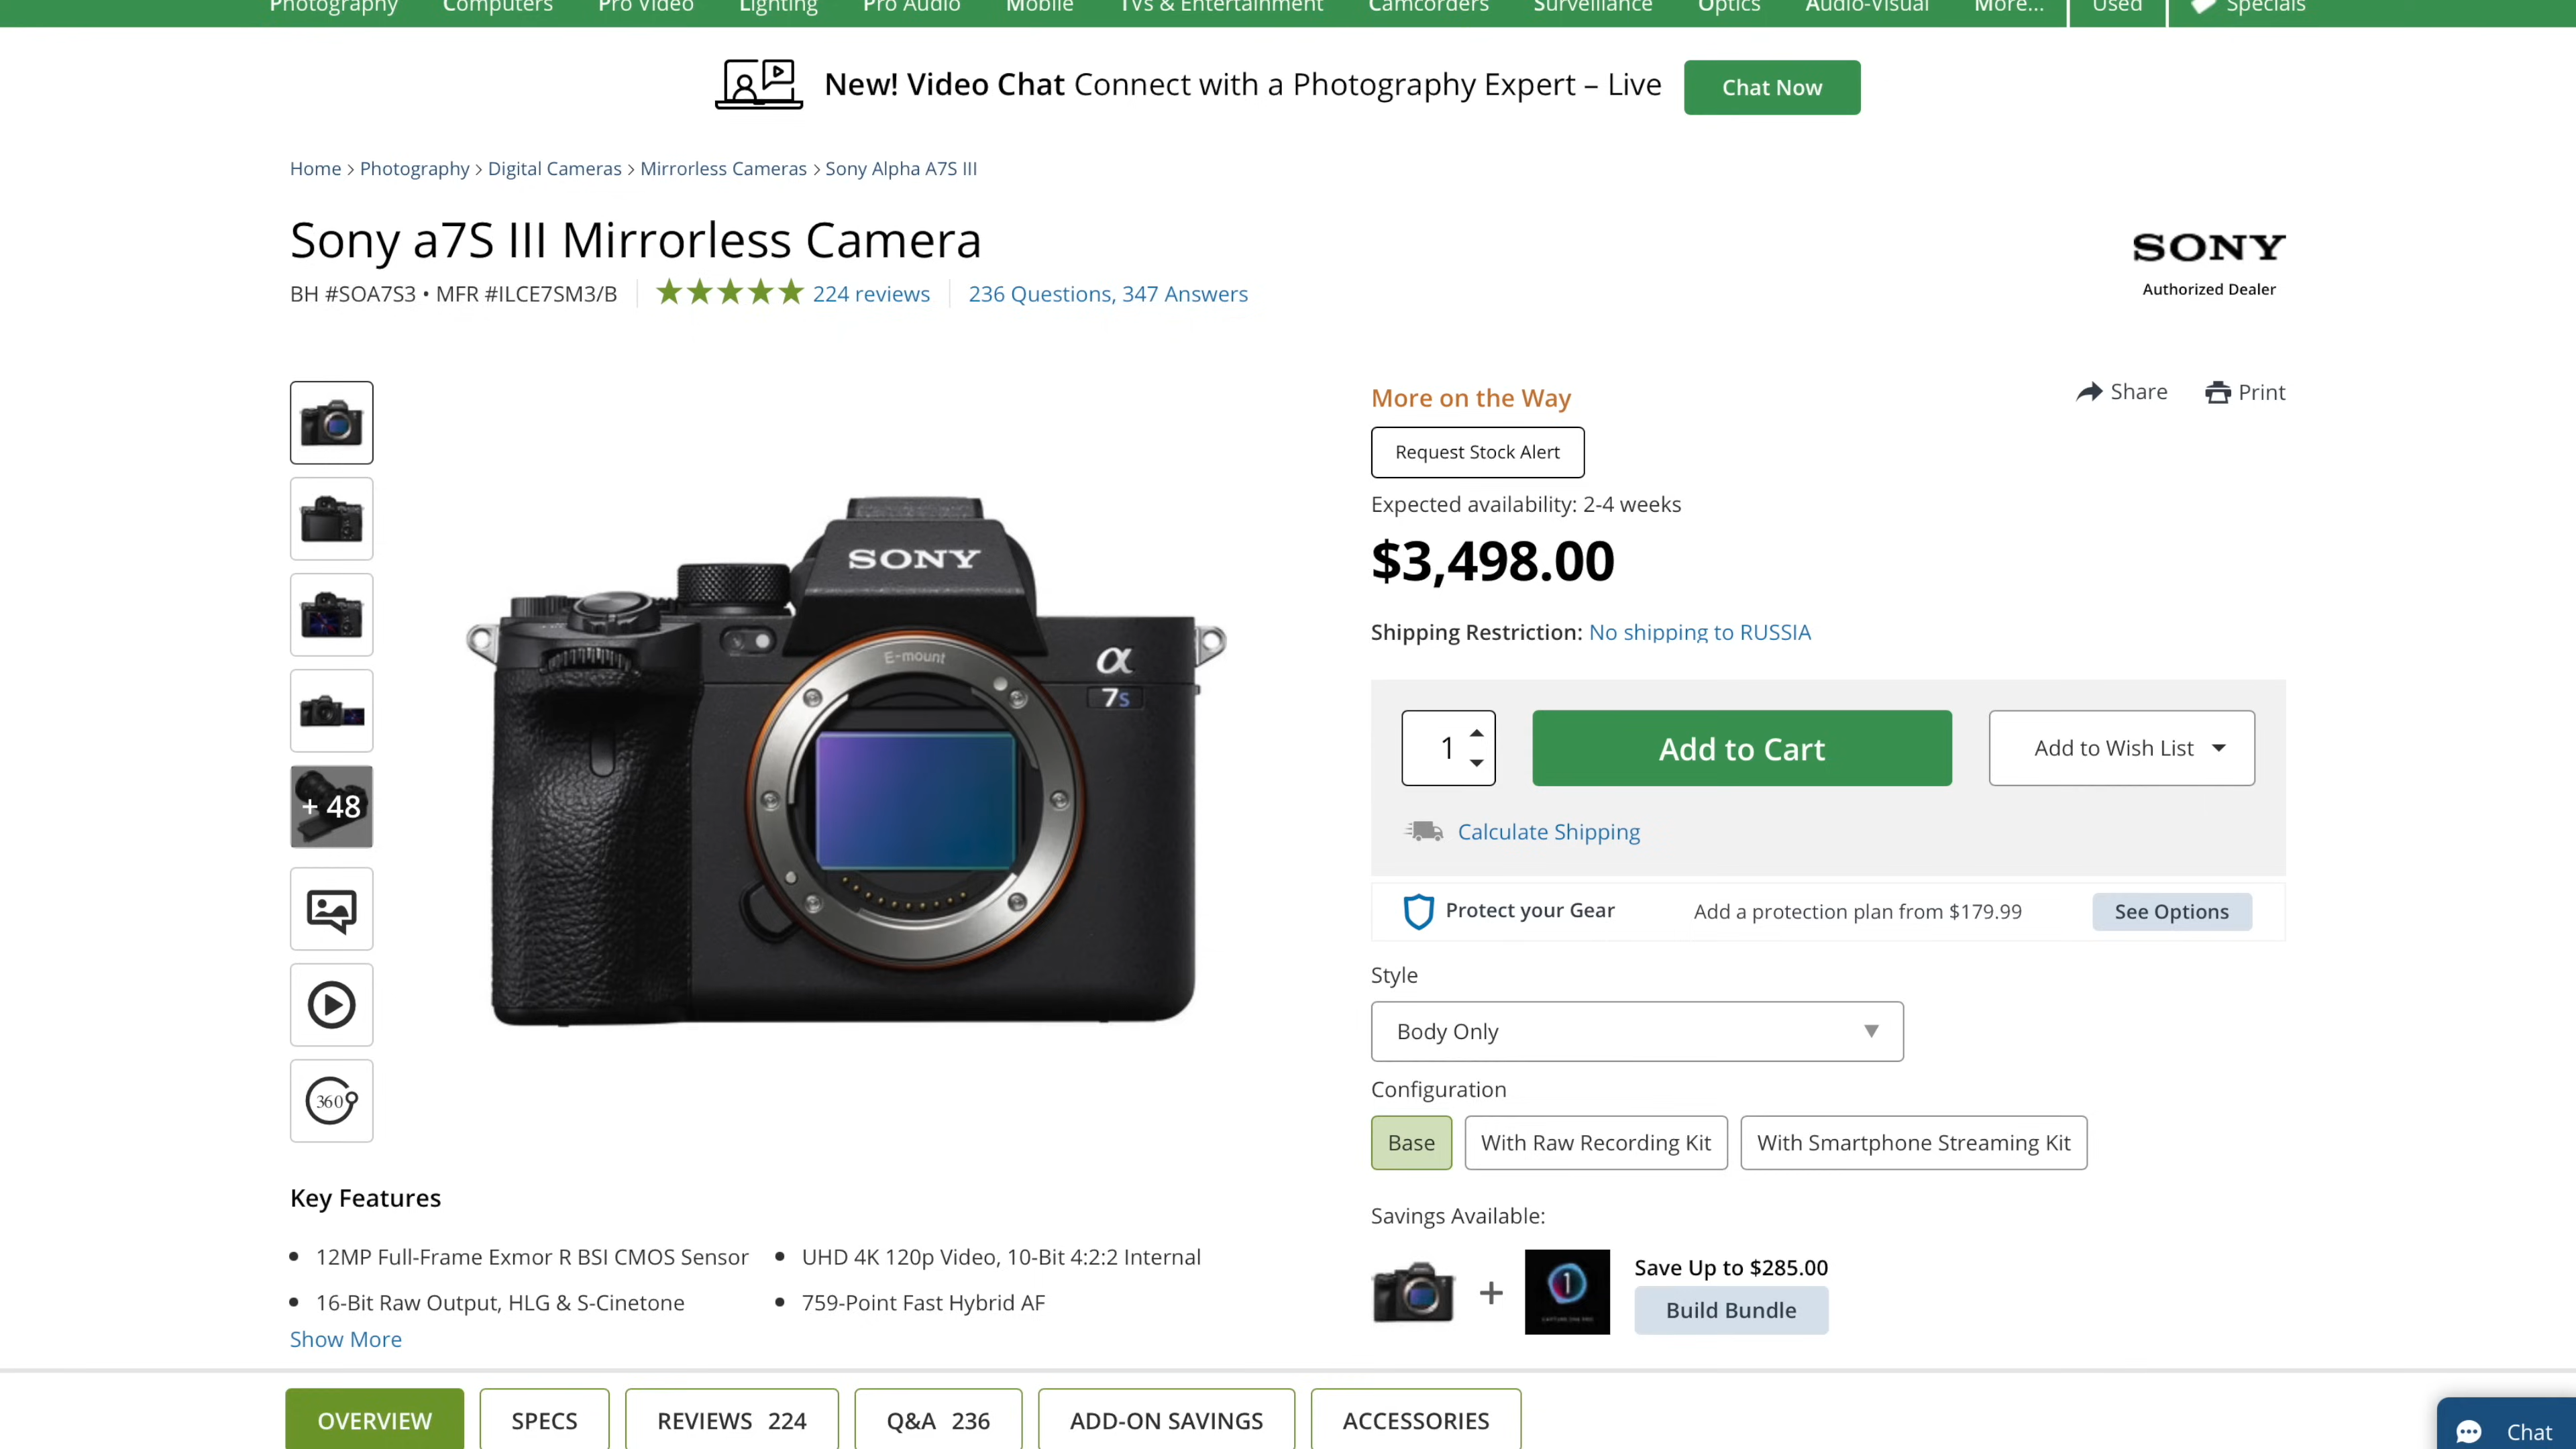 Photography Computers Pro Video Lighting Pro Audio Mobile TVs & Entertainment Camcorders Surveillance Optics Audio-Visual More... Used Specials
New! Video Chat Connect with a Photography Expert – Live Chat Now
Home > Photography > Digital Cameras > Mirrorless Cameras > Sony Alpha A7S III
Sony a7S III Mirrorless Camera
BH #SOA7S3 • MFR #ILCE7SM3/B 224 reviews 236 Questions, 347 Answers
SONY
Authorized Dealer
+ 48
360
SONY
E-mount
α
7s
More on the Way
Share Print
Request Stock Alert
Expected availability: 2-4 weeks
$3,498.00
Shipping Restriction: No shipping to RUSSIA
1 Add to Cart Add to Wish List
Calculate Shipping
Protect your Gear Add a protection plan from $179.99 See Options
Style
Body Only
Configuration
Base With Raw Recording Kit With Smartphone Streaming Kit
Savings Available:
1
CAPTURE ONE PRO
Save Up to $285.00
Build Bundle
Key Features
• 12MP Full-Frame Exmor R BSI CMOS Sensor • UHD 4K 120p Video, 10-Bit 4:2:2 Internal
• 16-Bit Raw Output, HLG & S-Cinetone • 759-Point Fast Hybrid AF
Show More
OVERVIEW SPECS REVIEWS 224 Q&A 236 ADD-ON SAVINGS ACCESSORIES
Chat